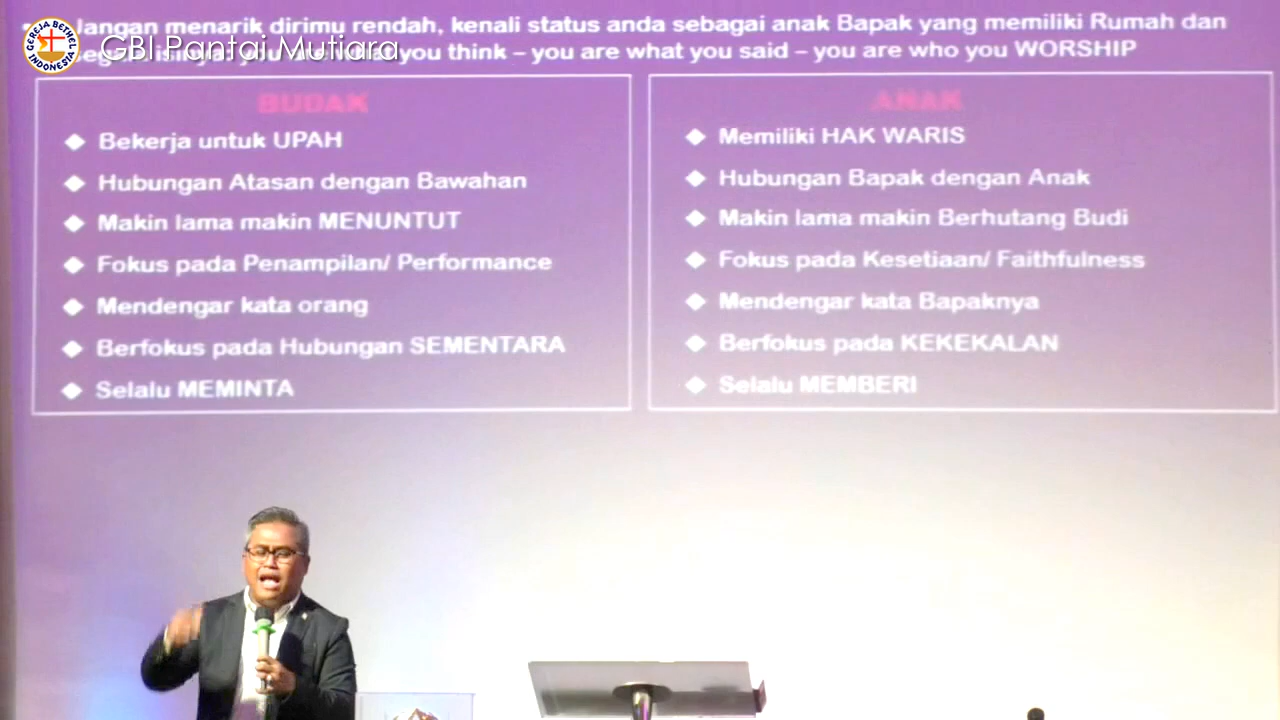 Jangan menarik dirimu rendah, kenali status anda sebagai anak Bapak yang memiliki Rumah dan
you think – you are what you said – you are who you WORSHIP
GEREJA BETHEL INDONESIA
GBI Pantai Mutiara
BUDAK
Bekerja untuk UPAH
Hubungan Atasan dengan Bawahan
Makin lama makin MENUNTUT
Fokus pada Penampilan/ Performance
Mendengar kata orang
Berfokus pada Hubungan SEMENTARA
Selalu MEMINTA
ANAK
Memiliki HAK WARIS
Hubungan Bapak dengan Anak
Makin lama makin Berhutang Budi
Fokus pada Kesetiaan/ Faithfulness
Mendengar kata Bapaknya
Berfokus pada KEKEKALAN
Selalu MEMBERI